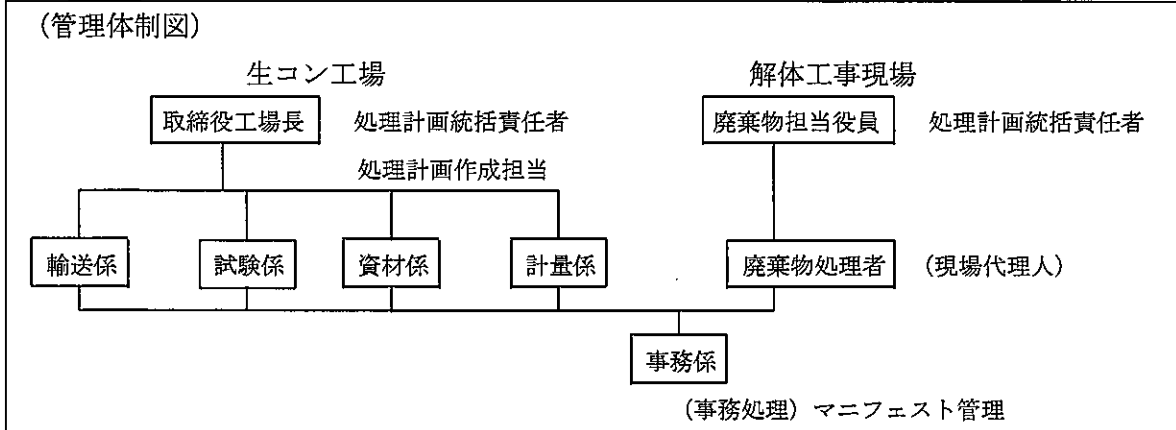 (管理体制図)
生コン工場 解体工事現場
取締役工場長 処理計画統括責任者 廃棄物担当役員 処理計画統括責任者
処理計画作成担当
輸送係 試験係 資材係 計量係 廃棄物処理者 (現場代理人)
事務係
(事務処理)マニフェスト管理